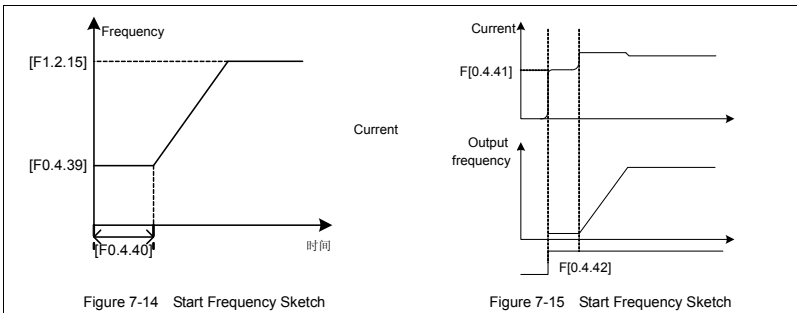 Frequency
[F1.2.15]
[F0.4.39]
[F0.4.40]
时间
Current
Figure 7-14 Start Frequency Sketch
Current
F[0.4.41]
Output
frequency
F[0.4.42]
Figure 7-15 Start Frequency Sketch